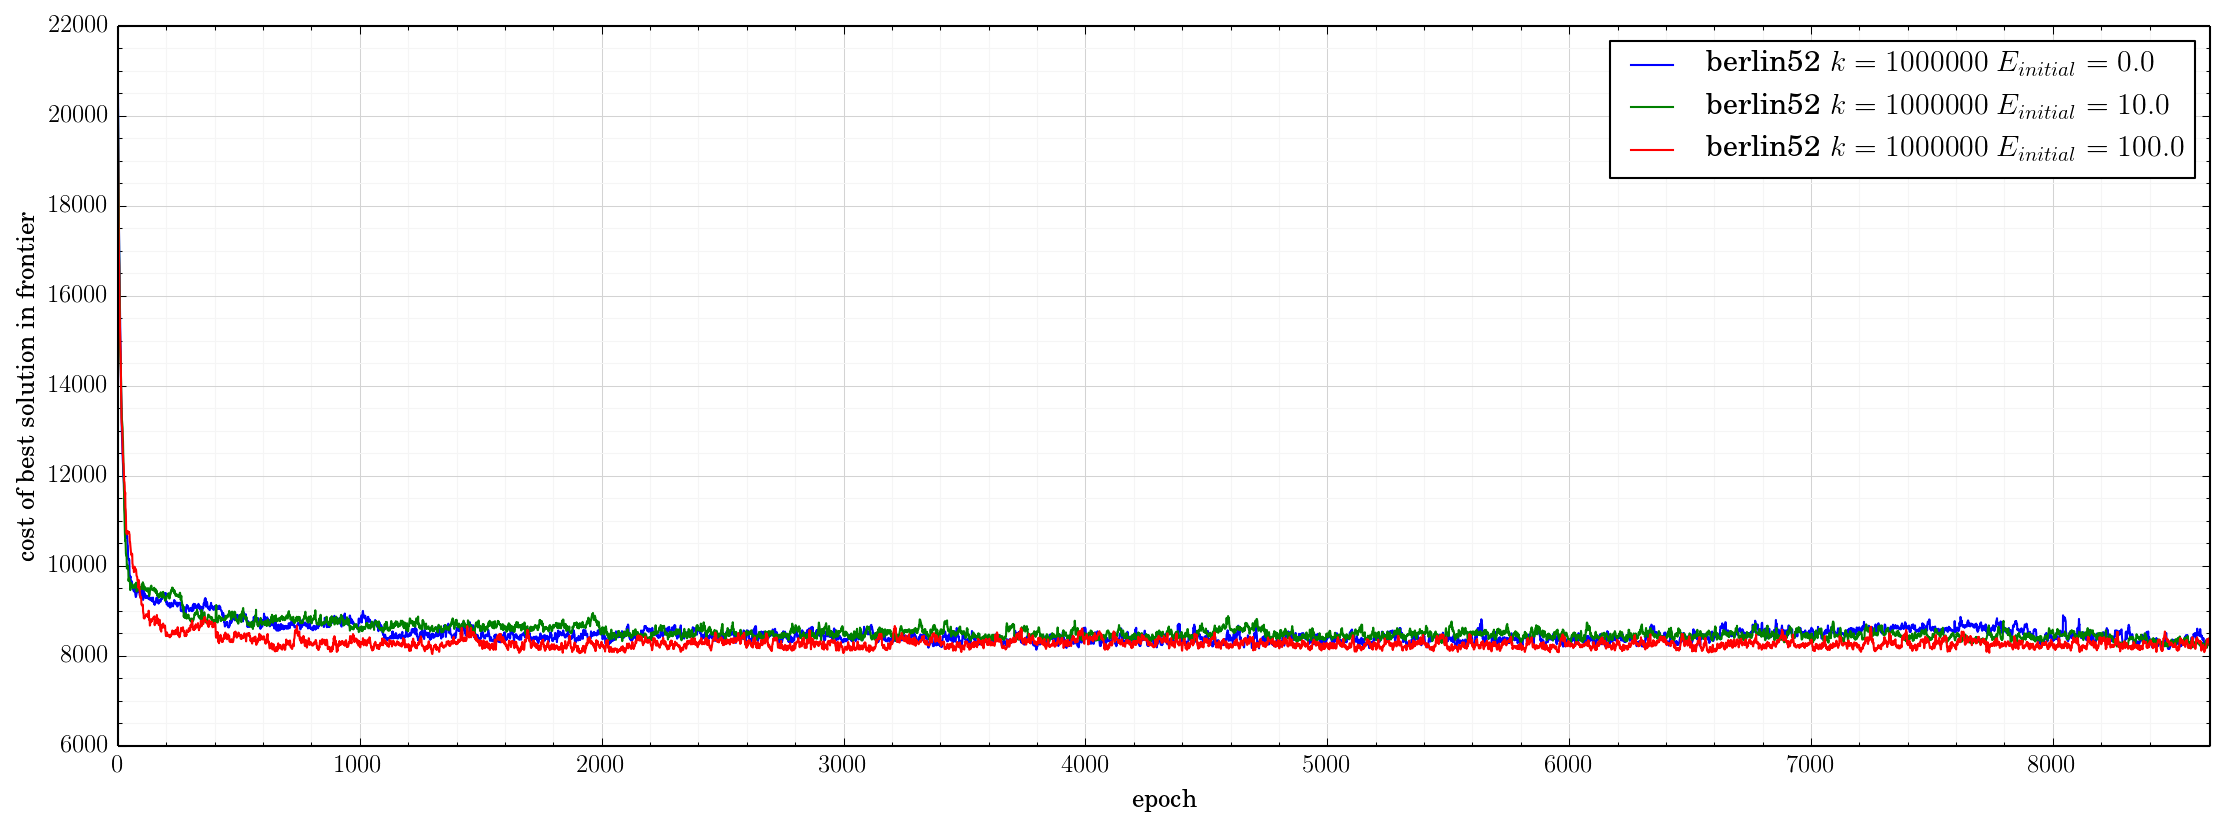 22000
20000
18000
16000
14000
12000
10000
8000
6000
cost of best solution in frontier
berlin52 k = 1000000 E_initial = 0.0
berlin52 k = 1000000 E_initial = 10.0
berlin52 k = 1000000 E_initial = 100.0
0 1000 2000 3000 4000 5000 6000 7000 8000
epoch